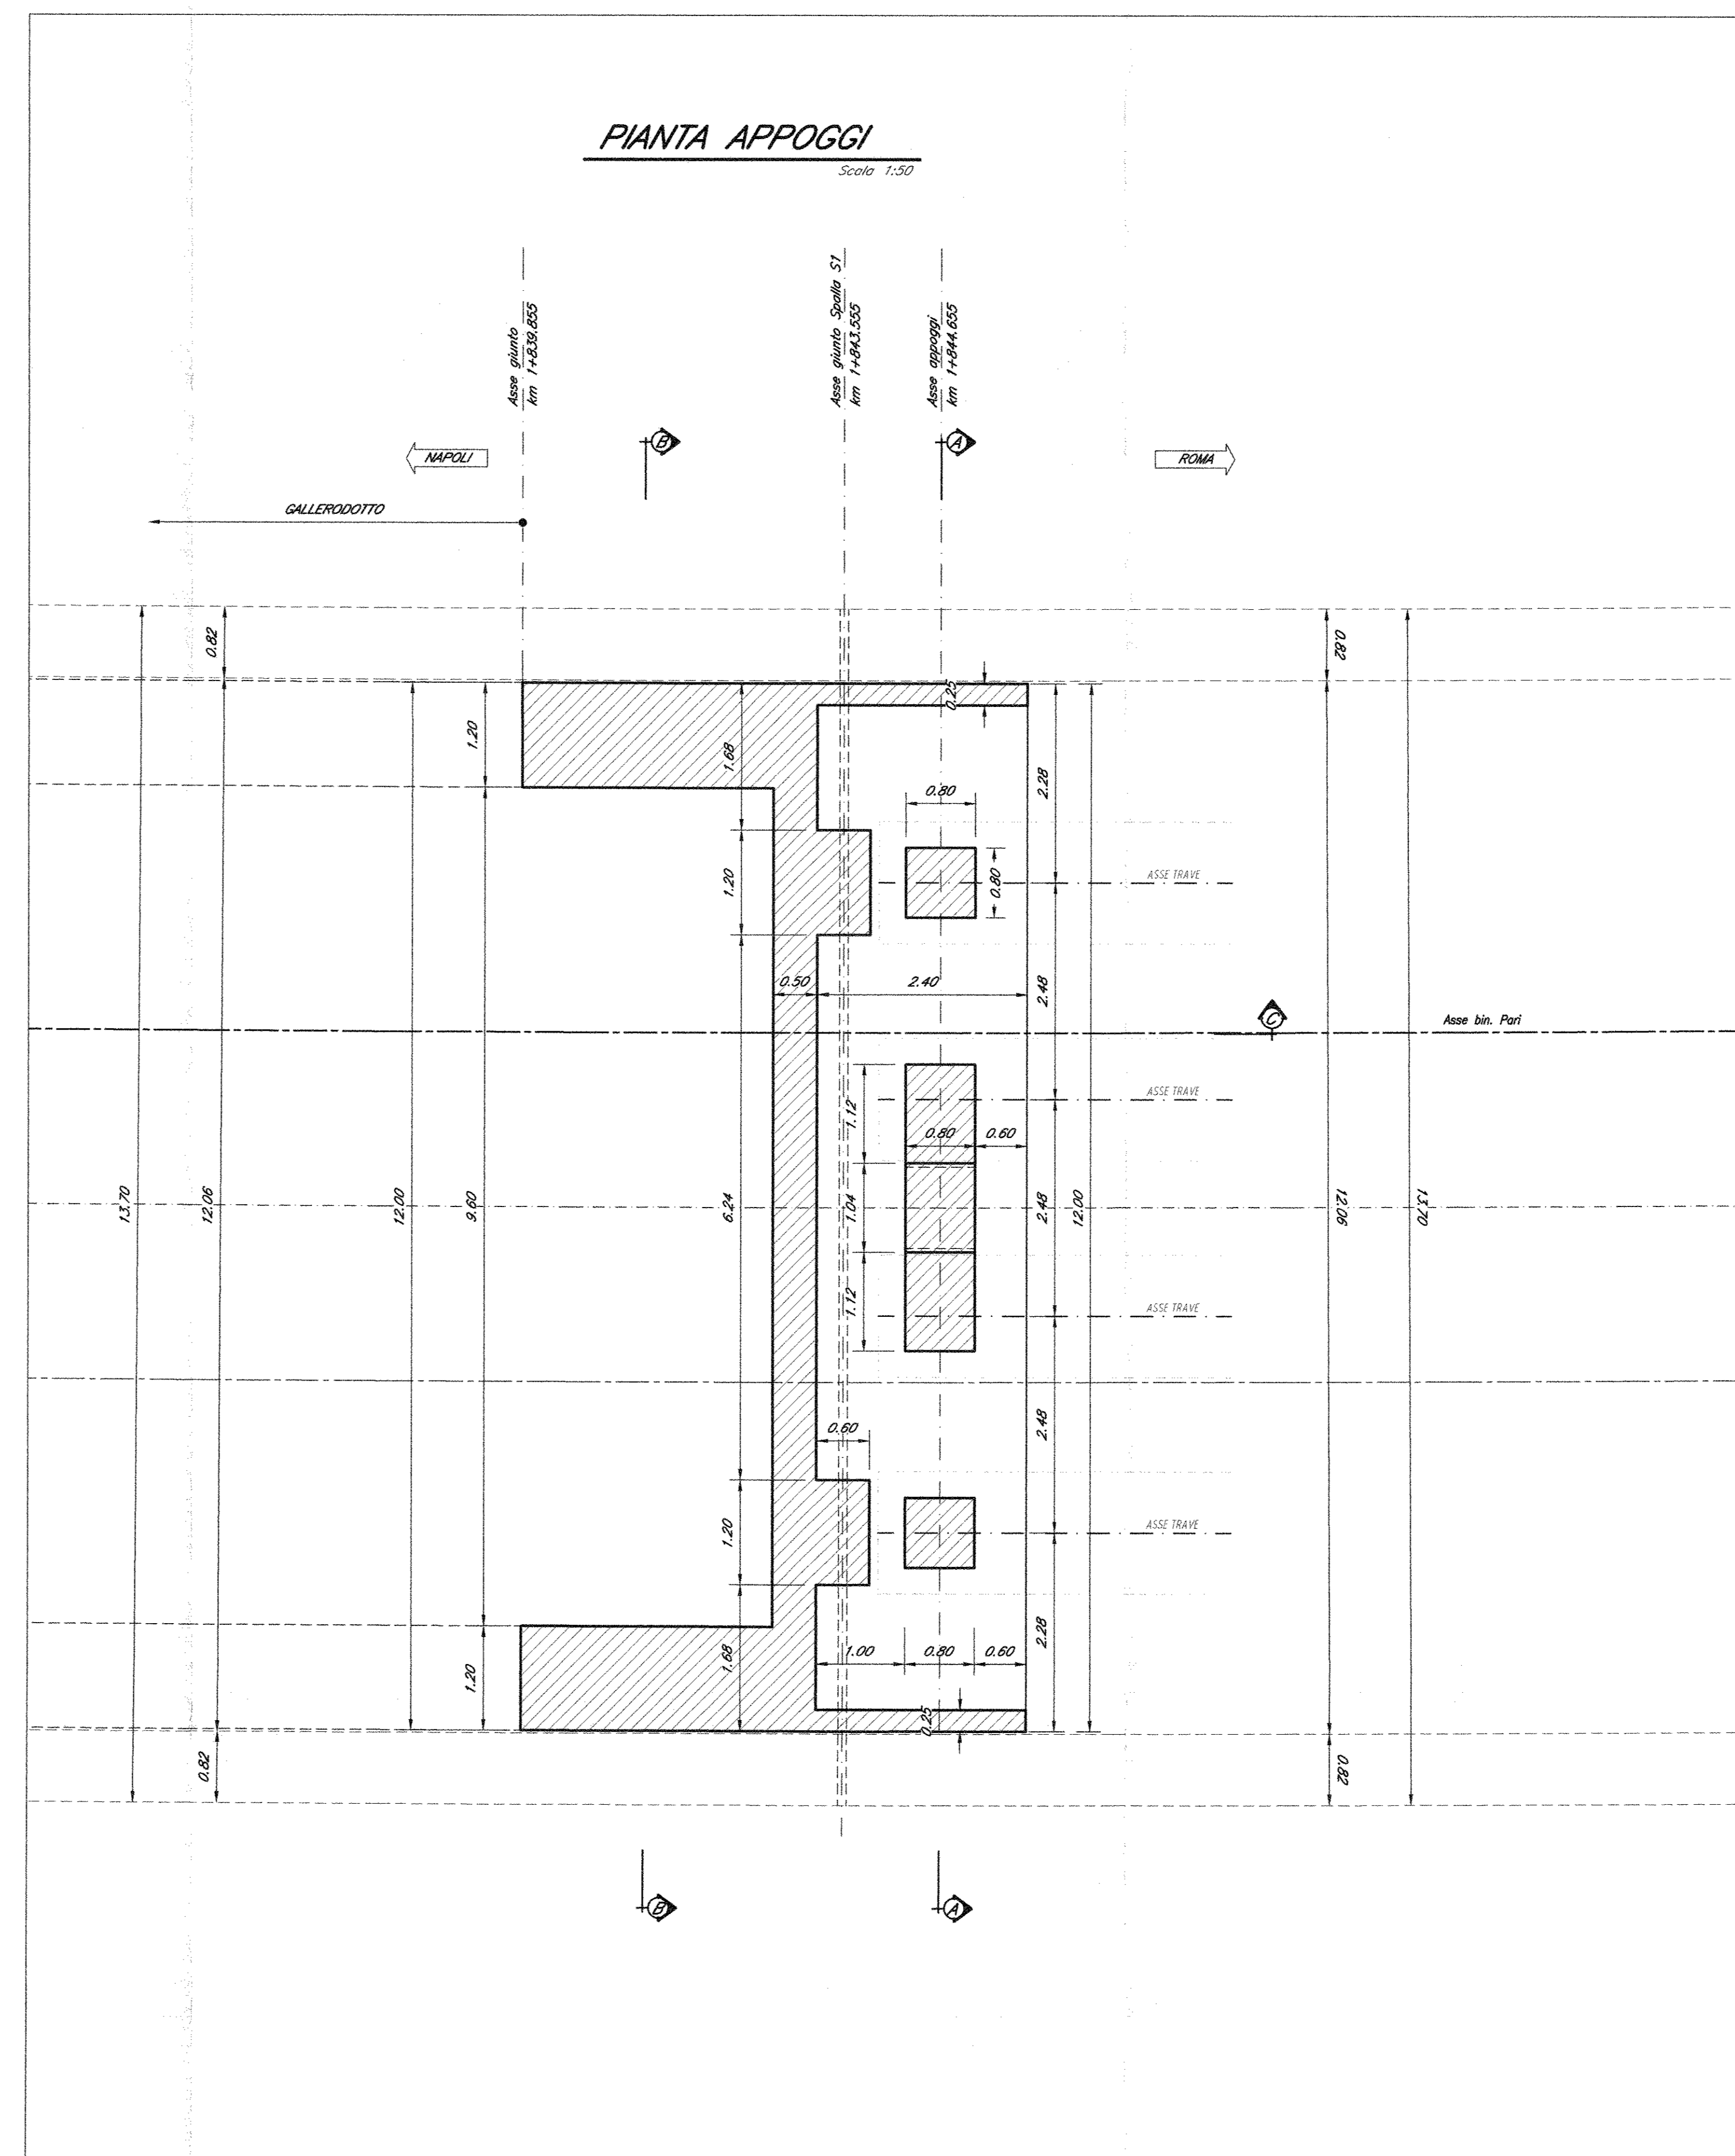 PIANTA APPOGGI
Scala 1:50
Asse giunto
km 1+839.855
Asse giunto Spalla S1
km 1+843.555
Asse appoggi
km 1+844.655
B
A
NAPOLI
ROMA
GALLERODOTTO
0.82
0.82
0.25
1.20
1.68
2.28
0.80
0.80
ASSE TRAVE
1.20
0.50
2.40
2.48
C
Asse bin. Pari
ASSE TRAVE
1.12
0.80
0.60
13.70
12.06
12.00
9.60
6.24
1.04
2.48
12.00
12.06
13.70
1.12
ASSE TRAVE
0.60
2.48
1.20
ASSE TRAVE
1.20
1.68
1.00
0.80
0.60
2.28
0.25
0.82
0.82
B
A